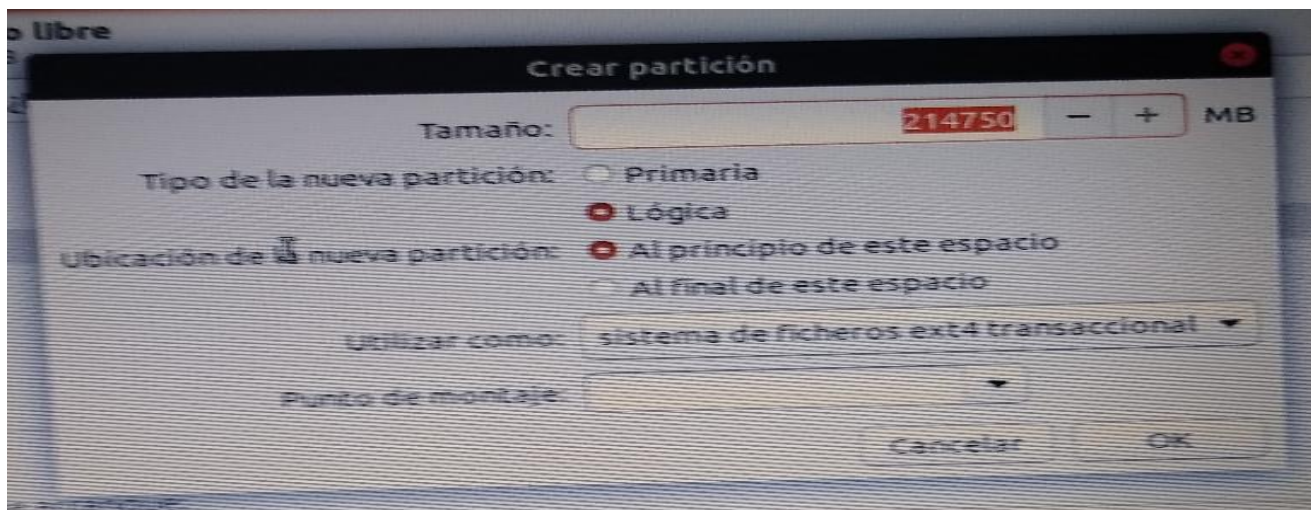 libre
Crear partición
Tamaño: 214750 − + MB
Tipo de la nueva partición: Primaria
Lógica
Ubicación de la nueva partición: Al principio de este espacio
Al final de este espacio
Utilizar como: sistema de ficheros ext4 transaccional
Punto de montaje:
Cancelar OK